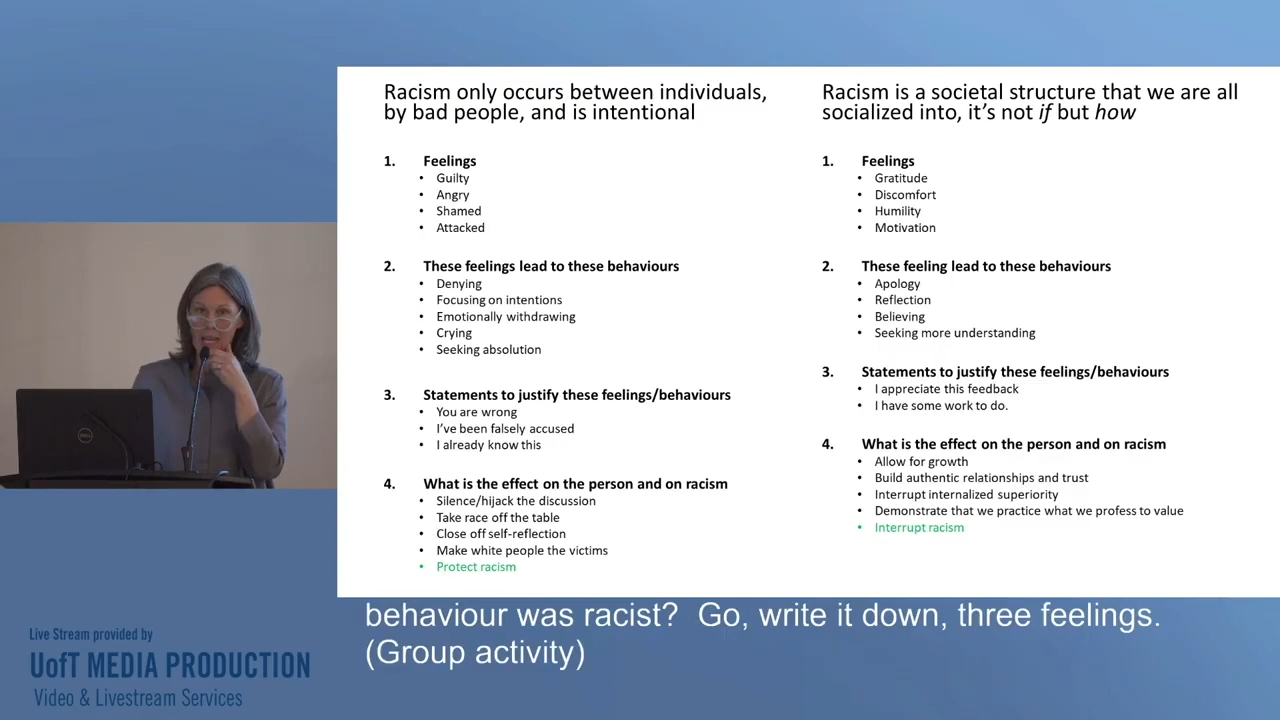 Racism only occurs between individuals,
by bad people, and is intentional
1. Feelings
• Guilty
• Angry
• Shamed
• Attacked
2. These feelings lead to these behaviours
• Denying
• Focusing on intentions
• Emotionally withdrawing
• Crying
• Seeking absolution
3. Statements to justify these feelings/behaviours
• You are wrong
• I've been falsely accused
• I already know this
4. What is the effect on the person and on racism
• Silence/hijack the discussion
• Take race off the table
• Close off self-reflection
• Make white people the victims
• Protect racism
Racism is a societal structure that we are all
socialized into, it's not if but how
1. Feelings
• Gratitude
• Discomfort
• Humility
• Motivation
2. These feeling lead to these behaviours
• Apology
• Reflection
• Believing
• Seeking more understanding
3. Statements to justify these feelings/behaviours
• I appreciate this feedback
• I have some work to do.
4. What is the effect on the person and on racism
• Allow for growth
• Build authentic relationships and trust
• Interrupt internalized superiority
• Demonstrate that we practice what we profess to value
• Interrupt racism
DELL
behaviour was racist? Go, write it down, three feelings.
(Group activity)
Live Stream provided by
UofT MEDIA PRODUCTION
Video & Livestream Services